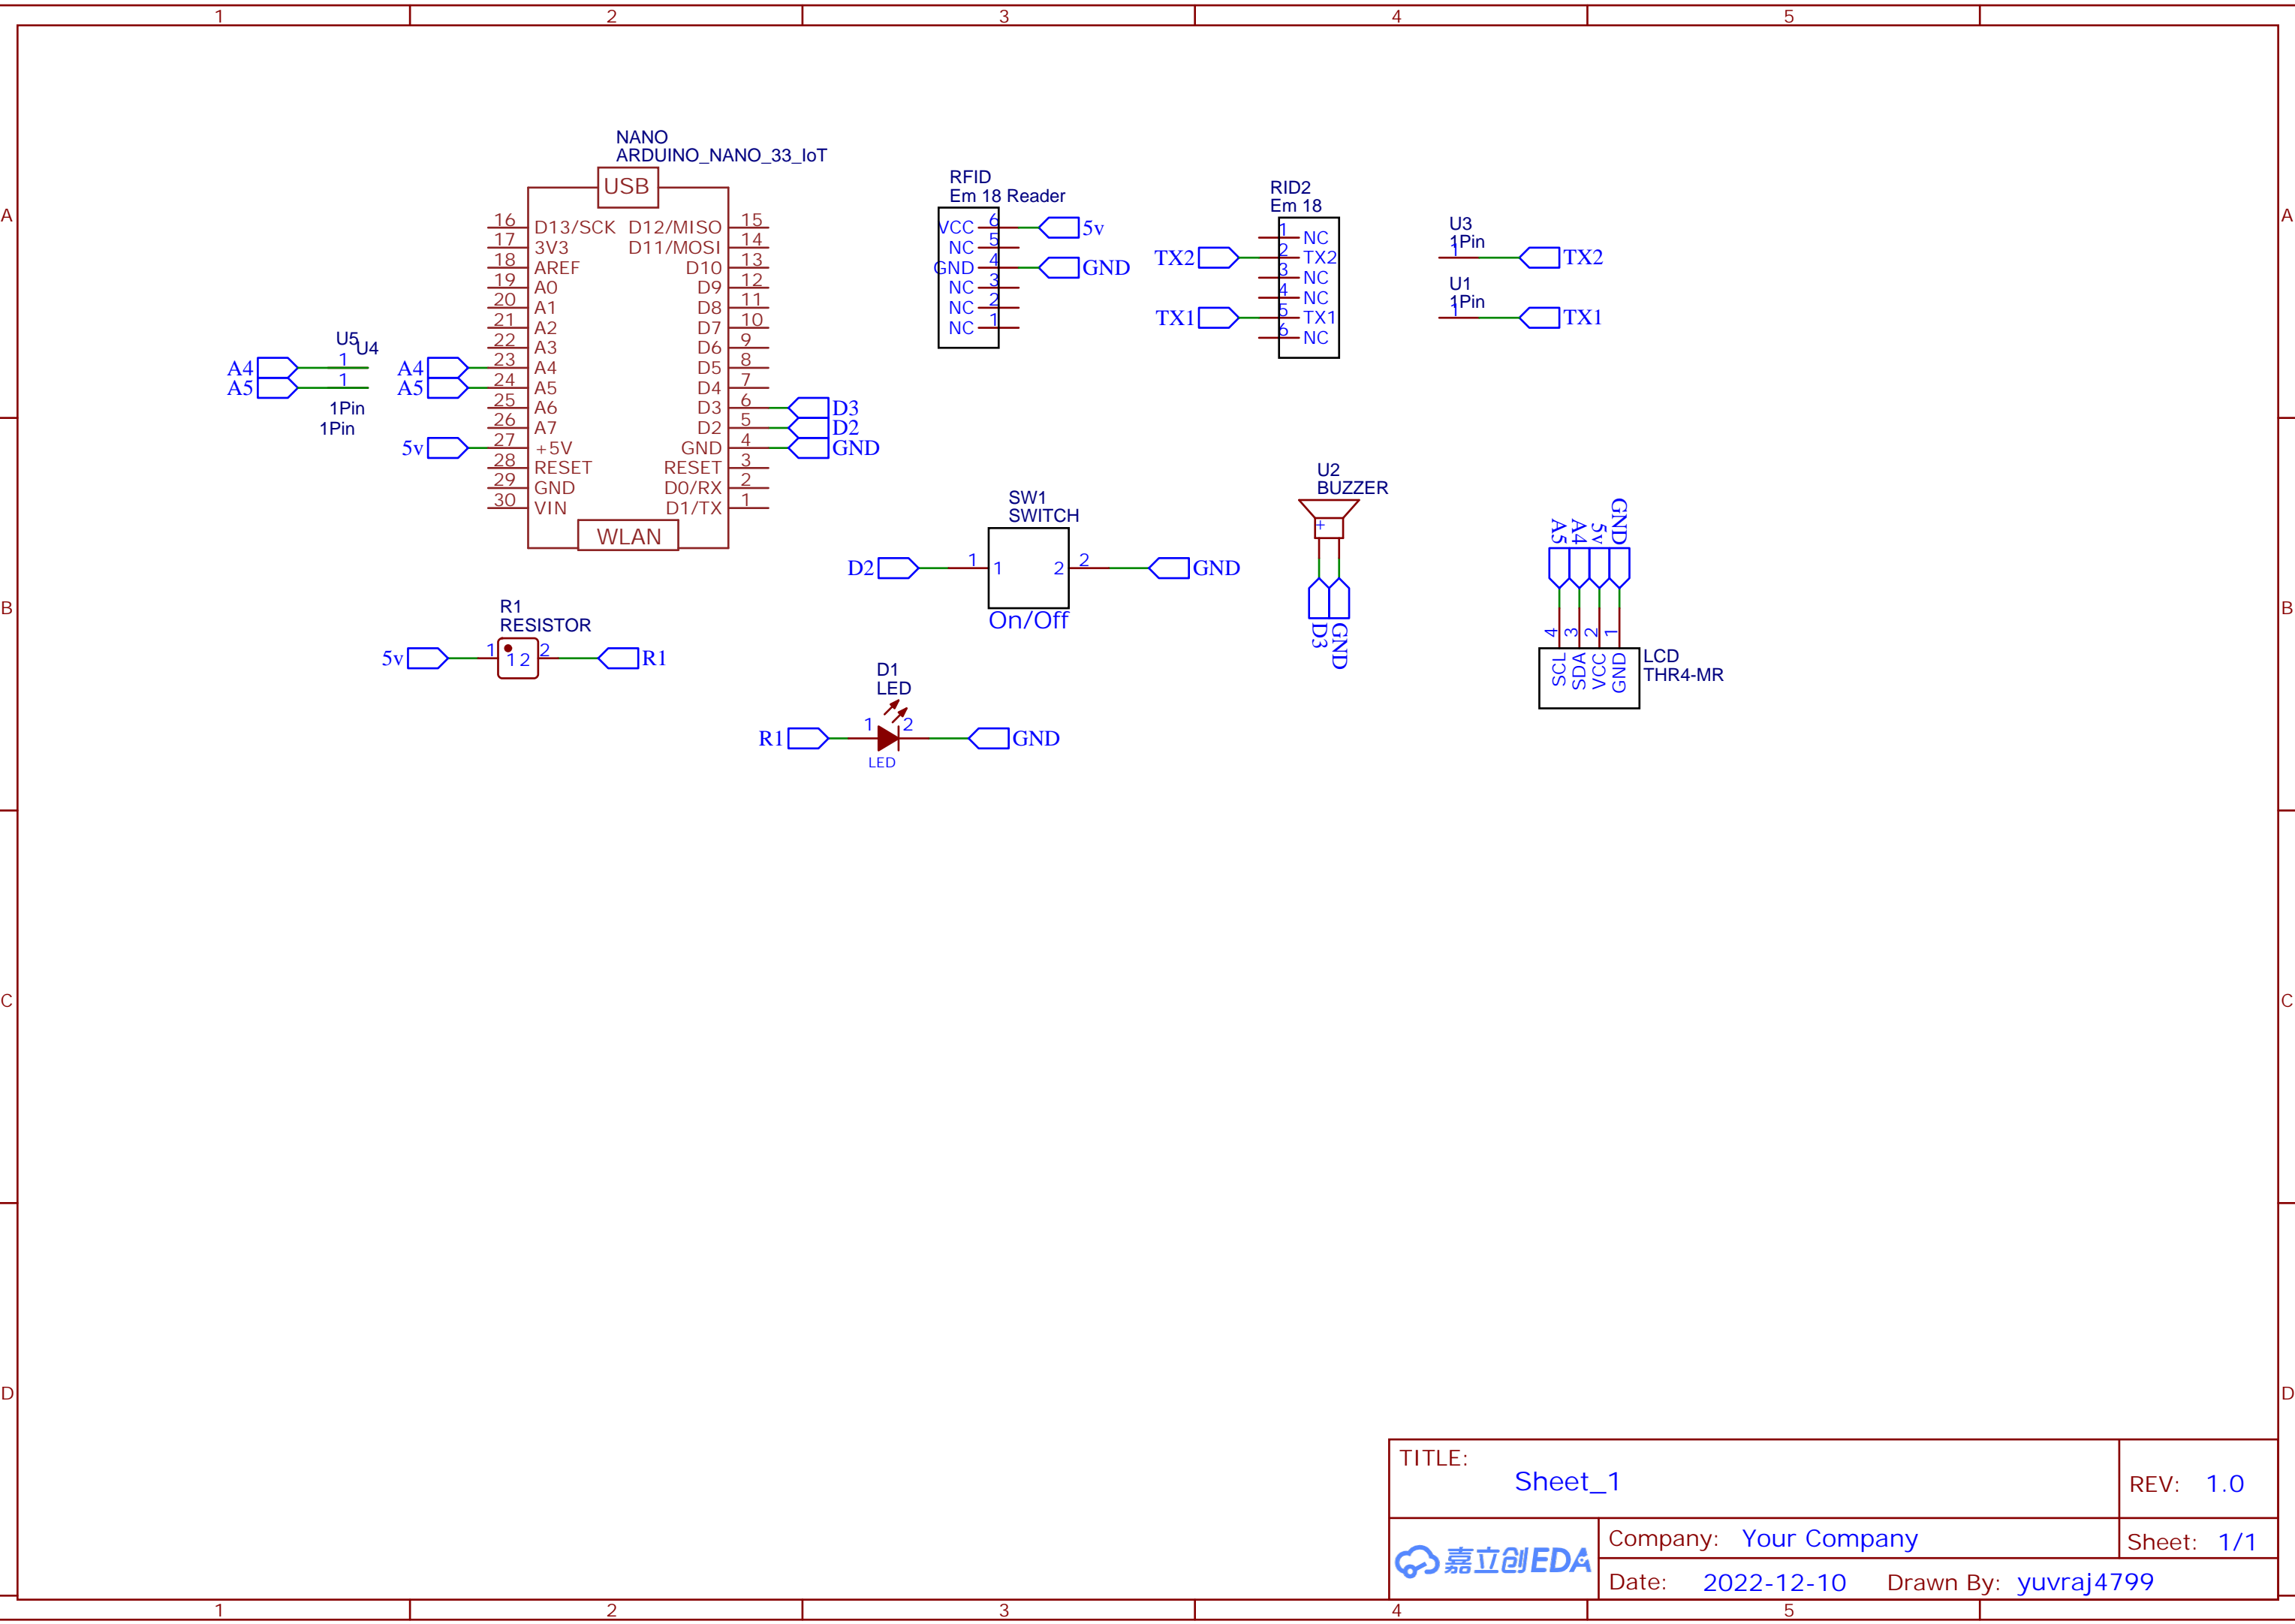 1 2 3 4 5
A
B
C
D
NANO
ARDUINO_NANO_33_IoT
USB
16 D13/SCK D12/MISO 15
17 3V3 D11/MOSI 14
18 AREF D10 13
19 A0 D9 12
20 A1 D8 11
21 A2 D7 10
22 A3 D6 9
A4 23 A4 D5 8
A5 24 A5 D4 7
25 A6 D3 6 D3
26 A7 D2 5 D2
5v 27 +5V GND 4 GND
28 RESET RESET 3
29 GND D0/RX 2
30 VIN D1/TX 1
WLAN
U5
U4
A4 1
A5 1
1Pin
1Pin
RFID
Em 18 Reader
VCC 6 5v
NC 5
GND 4 GND
NC 3
NC 2
NC 1
RID2
Em 18
1 NC
TX2 2 TX2
3 NC
4 NC
TX1 5 TX1
6 NC
U3
1Pin
1 TX2
U1
1Pin
1 TX1
SW1
SWITCH
D2 1 1 2 2 GND
On/Off
U2
BUZZER
+
D3 GND
A5 A4 5v GND
4 3 2 1
SCL SDA VCC GND
LCD
THR4-MR
R1
RESISTOR
5v 1 1 2 2 R1
D1
LED
R1 1 2 GND
LED
A
B
C
D
TITLE:
Sheet_1
REV: 1.0
嘉立创EDA
Company: Your Company
Sheet: 1/1
Date: 2022-12-10 Drawn By: yuvraj4799
1 2 3 4 5